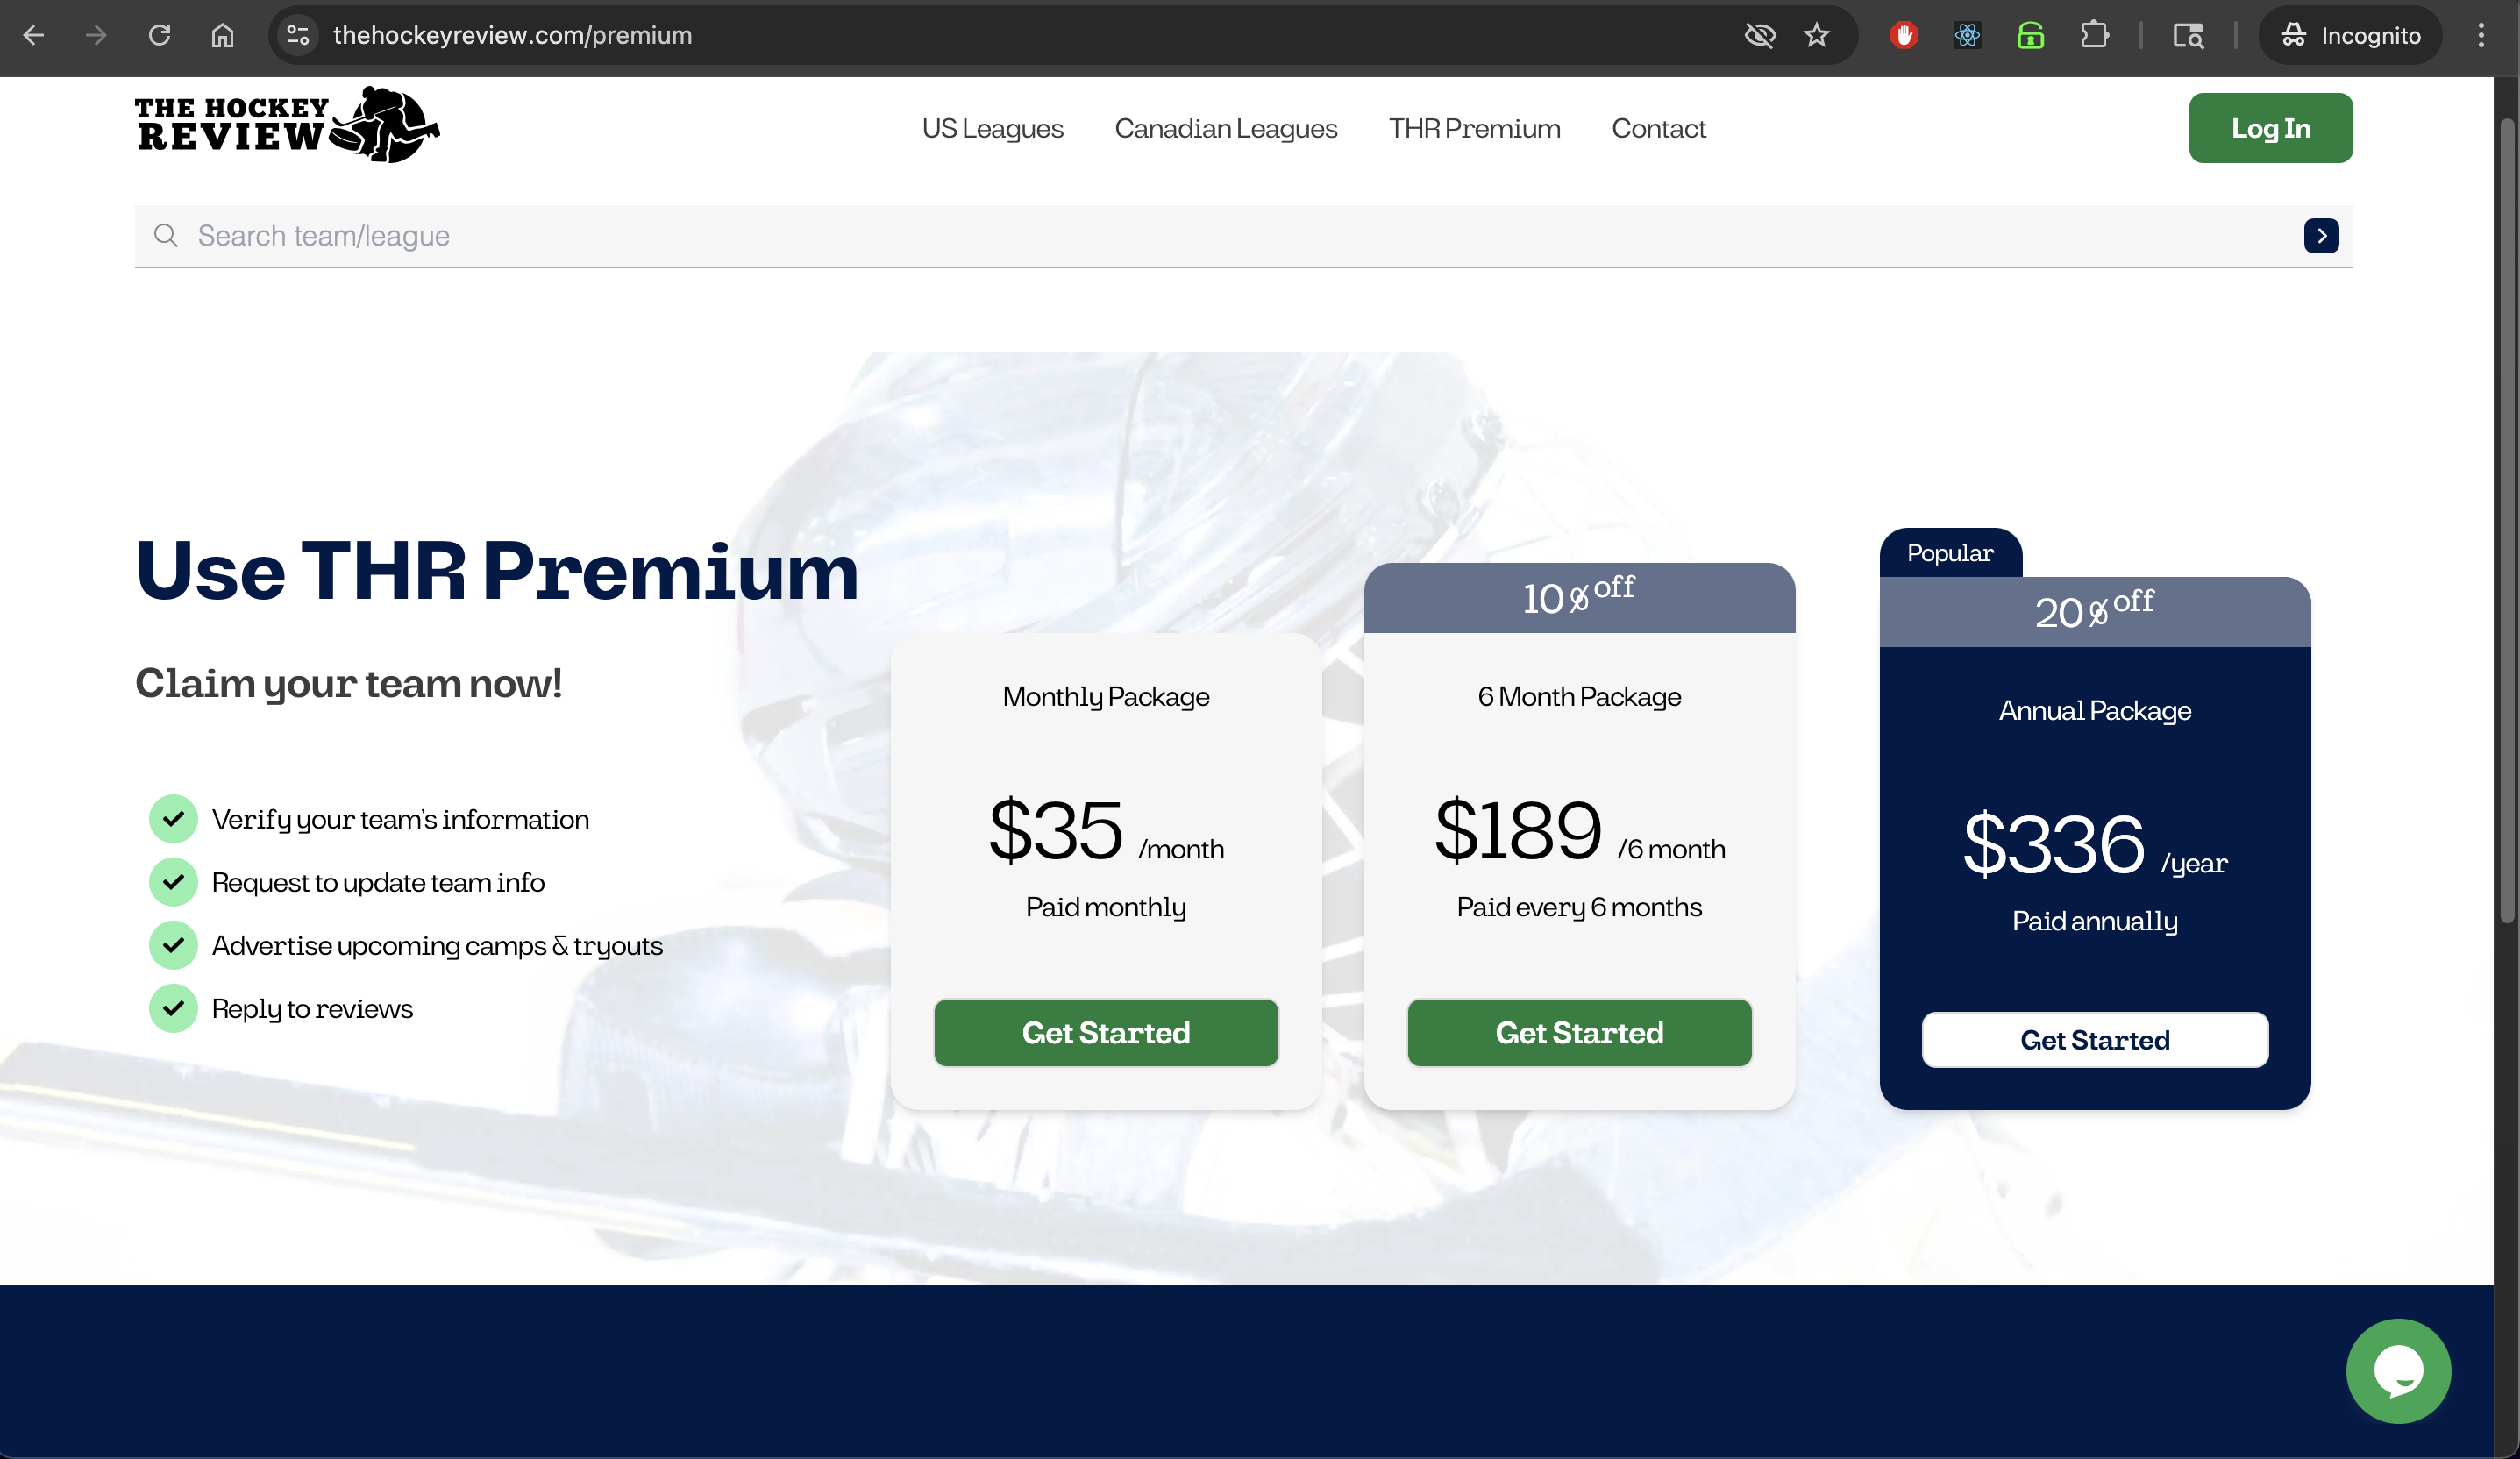 thehockeyreview.com/premium
Incognito
THE HOCKEY
REVIEW
US Leagues
Canadian Leagues
THR Premium
Contact
Log In
Search team/league
Use THR Premium
Claim your team now!
Verify your team's information
Request to update team info
Advertise upcoming camps & tryouts
Reply to reviews
Monthly Package
$35 /month
Paid monthly
Get Started
10% off
6 Month Package
$189 /6 month
Paid every 6 months
Get Started
Popular
20% off
Annual Package
$336 /year
Paid annually
Get Started